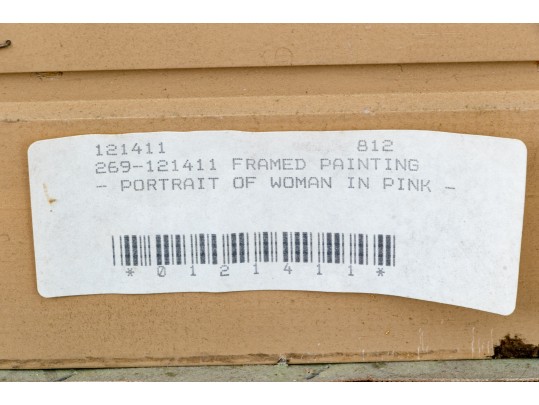 121411 812
269-121411 FRAMED PAINTING
- PORTRAIT OF WOMAN IN PINK -
*0121411*